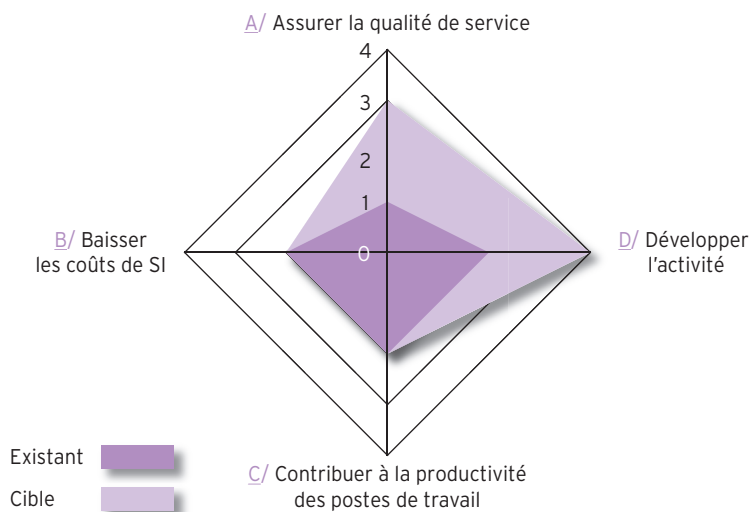 A/ Assurer la qualité de service
4
3
2
1
0
B/ Baisser
les coûts de SI
D/ Développer
l'activité
C/ Contribuer à la productivité
des postes de travail
Existant
Cible